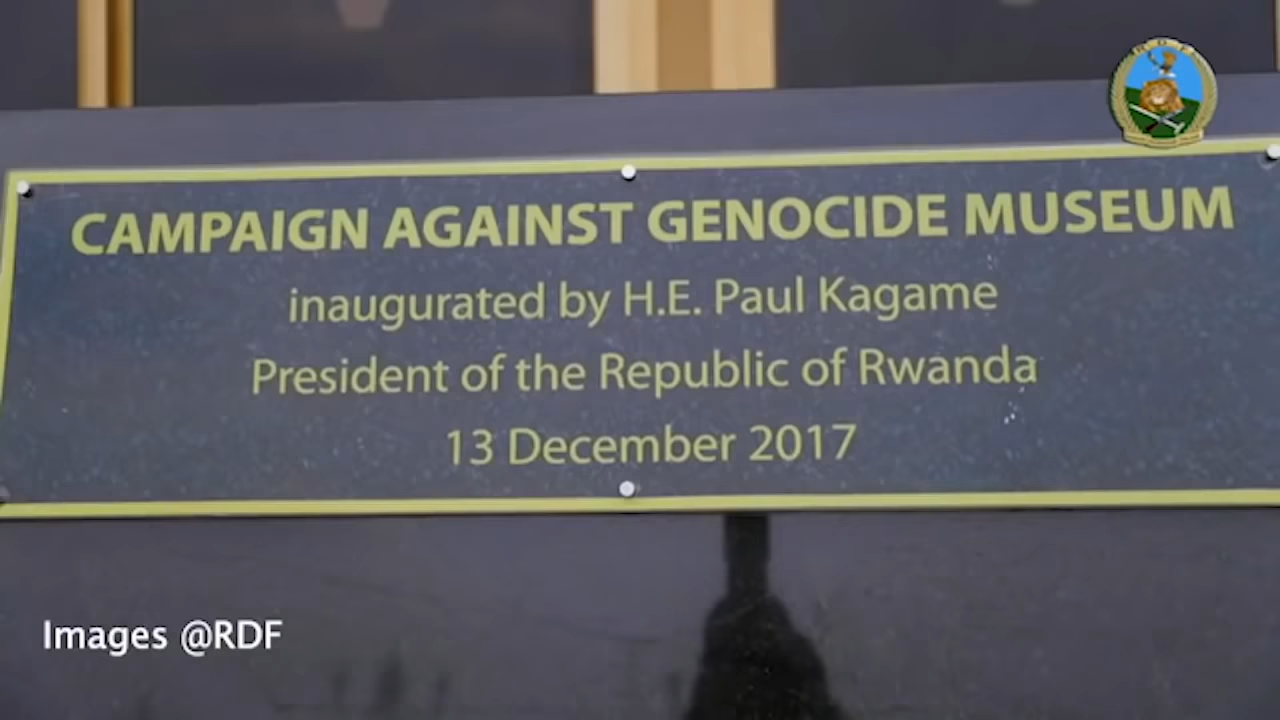 CAMPAIGN AGAINST GENOCIDE MUSEUM
inaugurated by H.E. Paul Kagame
President of the Republic of Rwanda
13 December 2017
Images @RDF